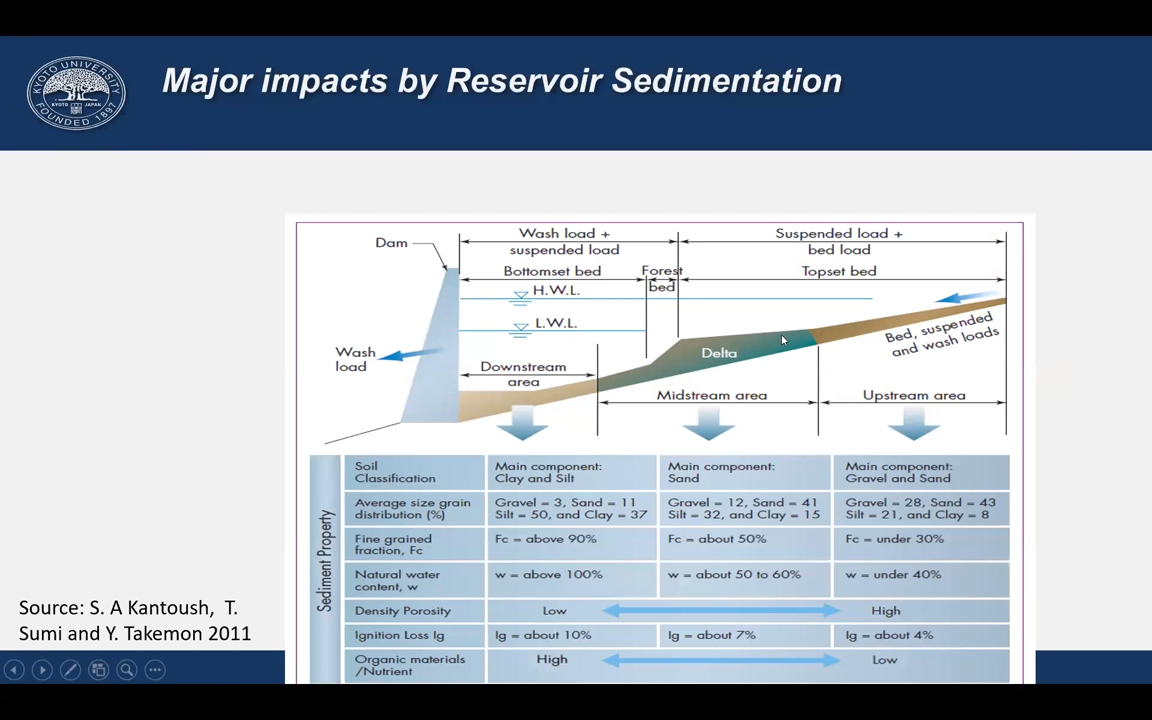 KYOTO UNIVERSITY
KYOTO JAPAN
FOUNDED 1897
Major impacts by Reservoir Sedimentation
Dam
Wash load +
suspended load
Suspended load +
bed load
Bottomset bed
Forest
bed
Topset bed
H.W.L.
L.W.L.
Bed, suspended
and wash loads
Wash
load
Delta
Downstream
area
Midstream area
Upstream area
Sediment Property
Soil
Classification
Main component:
Clay and Silt
Main component:
Sand
Main component:
Gravel and Sand
Average size grain
distribution (%)
Gravel = 3, Sand = 11
Silt = 50, and Clay = 37
Gravel = 12, Sand = 41
Silt = 32, and Clay = 15
Gravel = 28, Sand = 43
Silt = 21, and Clay = 8
Fine grained
fraction, Fc
Fc = above 90%
Fc = about 50%
Fc = under 30%
Natural water
content, w
w = above 100%
w = about 50 to 60%
w = under 40%
Density Porosity
Low
High
Ignition Loss Ig
Ig = about 10%
Ig = about 7%
Ig = about 4%
Organic materials
/Nutrient
High
Low
Source: S. A Kantoush, T.
Sumi and Y. Takemon 2011